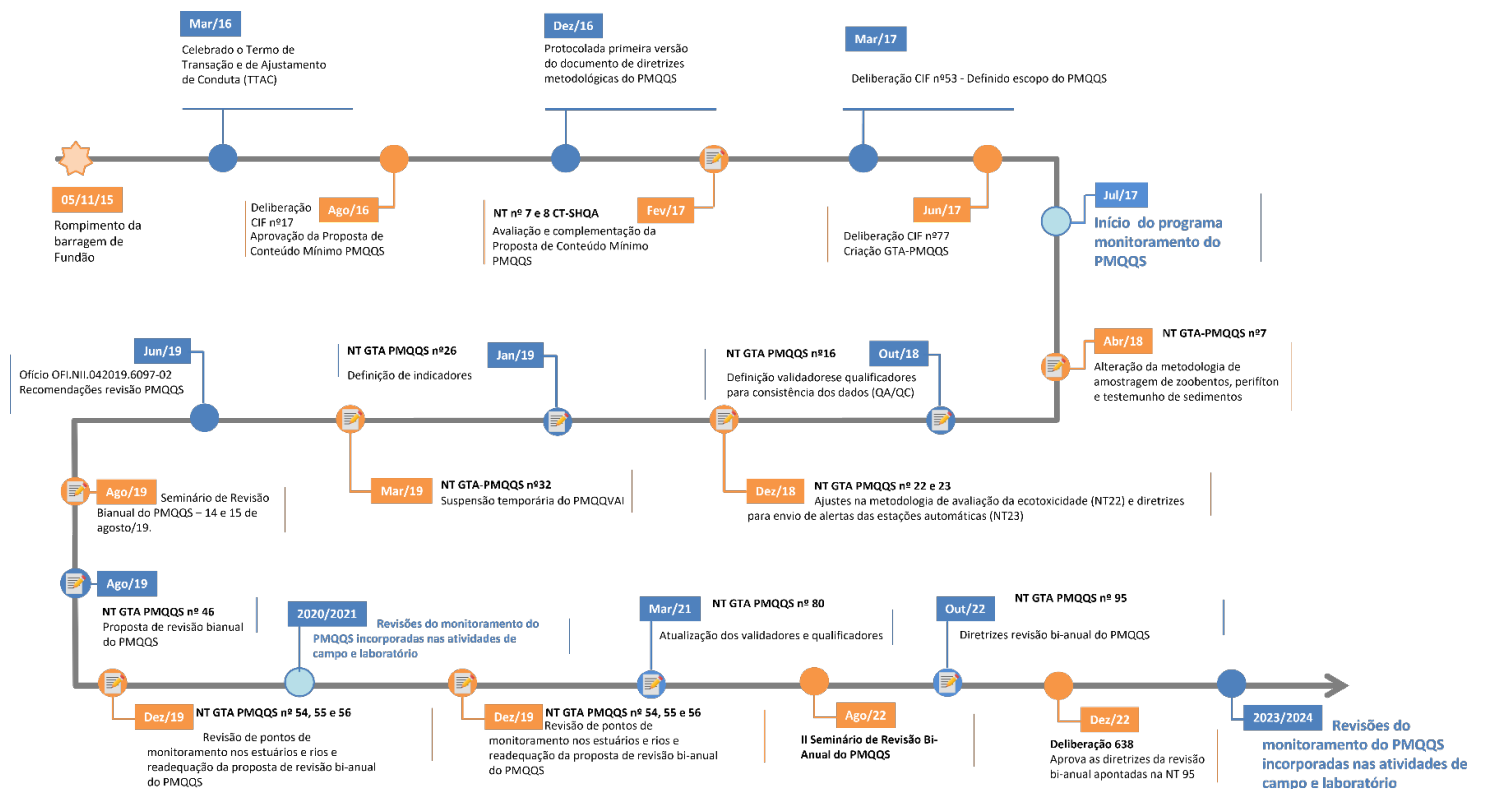 Mar/16
Celebrado o Termo de
Transação e de Ajustamento
de Conduta (TTAC)
Dez/16
Protocolada primeira versão
do documento de diretrizes
metodológicas do PMQQS
Mar/17
Deliberação CIF nº53 - Definido escopo do PMQQS
05/11/15
Rompimento da
barragem de
Fundão
Ago/16
Deliberação
CIF nº17
Aprovação da Proposta de
Conteúdo Mínimo PMQQS
Fev/17
NT nº 7 e 8 CT-SHQA
Avaliação e complementação da
Proposta de Conteúdo Mínimo
PMQQS
Jun/17
Deliberação CIF nº77
Criação GTA-PMQQS
Jul/17
Início do programa
monitoramento do
PMQQS
Abr/18
NT GTA-PMQQS nº7
Alteração da metodologia de
amostragem de zoobentos, perifíton
e testemunho de sedimentos
Out/18
NT GTA PMQQS nº16
Definição validadorese qualificadores
para consistência dos dados (QA/QC)
Dez/18
NT GTA PMQQS nº 22 e 23
Ajustes na metodologia de avaliação da ecotoxicidade (NT22) e diretrizes
para envio de alertas das estações automáticas (NT23)
Jan/19
NT GTA PMQQS nº26
Definição de indicadores
Mar/19
NT GTA-PMQQS nº32
Suspensão temporária do PMQQVAI
Jun/19
Ofício OFI.NII.042019.6097-02
Recomendações revisão PMQQS
Ago/19
Seminário de Revisão
Bianual do PMQQS – 14 e 15 de
agosto/19.
Ago/19
NT GTA PMQQS nº 46
Proposta de revisão bianual
do PMQQS
Dez/19
NT GTA PMQQS nº 54, 55 e 56
Revisão de pontos de
monitoramento nos estuários e rios e
readequação da proposta de revisão bi-anual
do PMQQS
2020/2021
Revisões do monitoramento do
PMQQS incorporadas nas atividades de
campo e laboratório
Dez/19
NT GTA PMQQS nº 54, 55 e 56
Revisão de pontos de
monitoramento nos estuários e rios e
readequação da proposta de revisão bi-anual
do PMQQS
Mar/21
NT GTA PMQQS nº 80
Atualização dos validadores e qualificadores
Ago/22
II Seminário de Revisão Bi-
Anual do PMQQS
Out/22
NT GTA PMQQS nº 95
Diretrizes revisão bi-anual do PMQQS
Dez/22
Deliberação 638
Aprova as diretrizes da revisão
bi-anual apontadas na NT 95
2023/2024
Revisões do
monitoramento do PMQQS
incorporadas nas atividades de
campo e laboratório